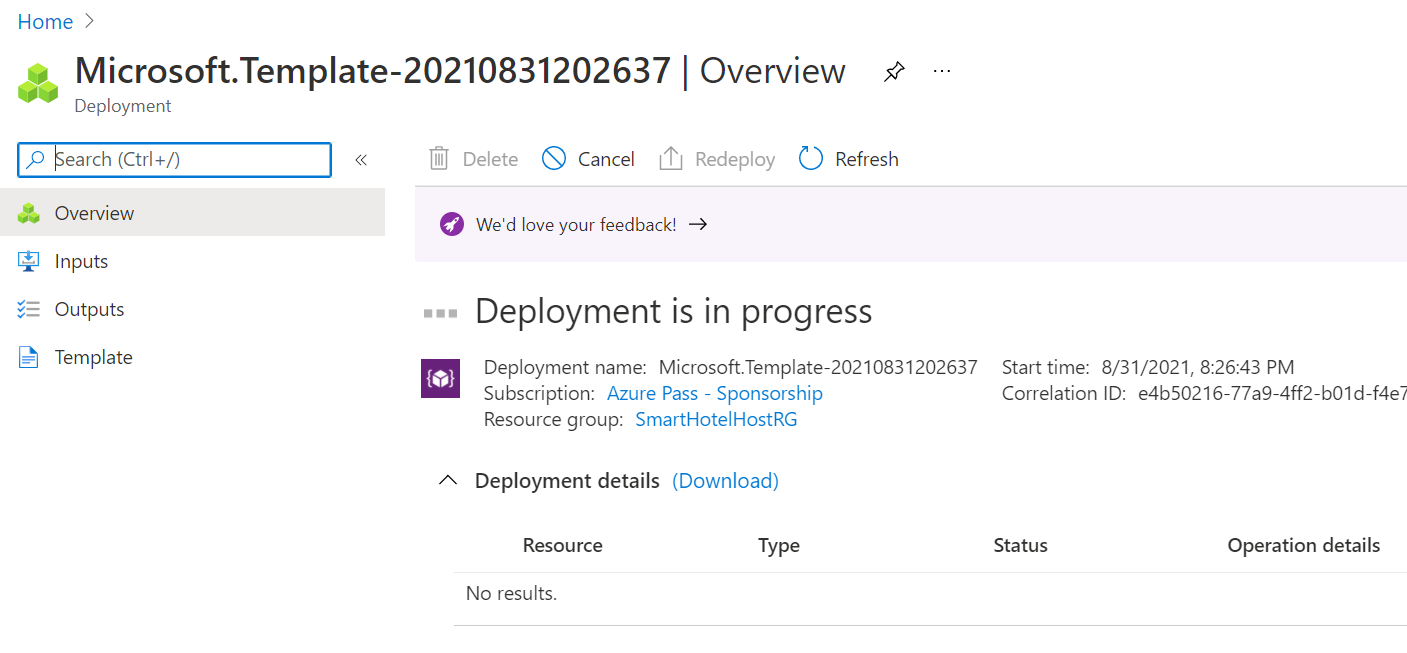 Home
Microsoft.Template-20210831202637 | Overview
Deployment
Search (Ctrl+/)
Delete Cancel Redeploy Refresh
Overview
We'd love your feedback!
Inputs
Outputs
Template
Deployment is in progress
Deployment name: Microsoft.Template-20210831202637 Start time: 8/31/2021, 8:26:43 PM
Subscription: Azure Pass - Sponsorship Correlation ID: e4b50216-77a9-4ff2-b01d-f4e7
Resource group: SmartHotelHostRG
Deployment details (Download)
Resource Type Status Operation details
No results.